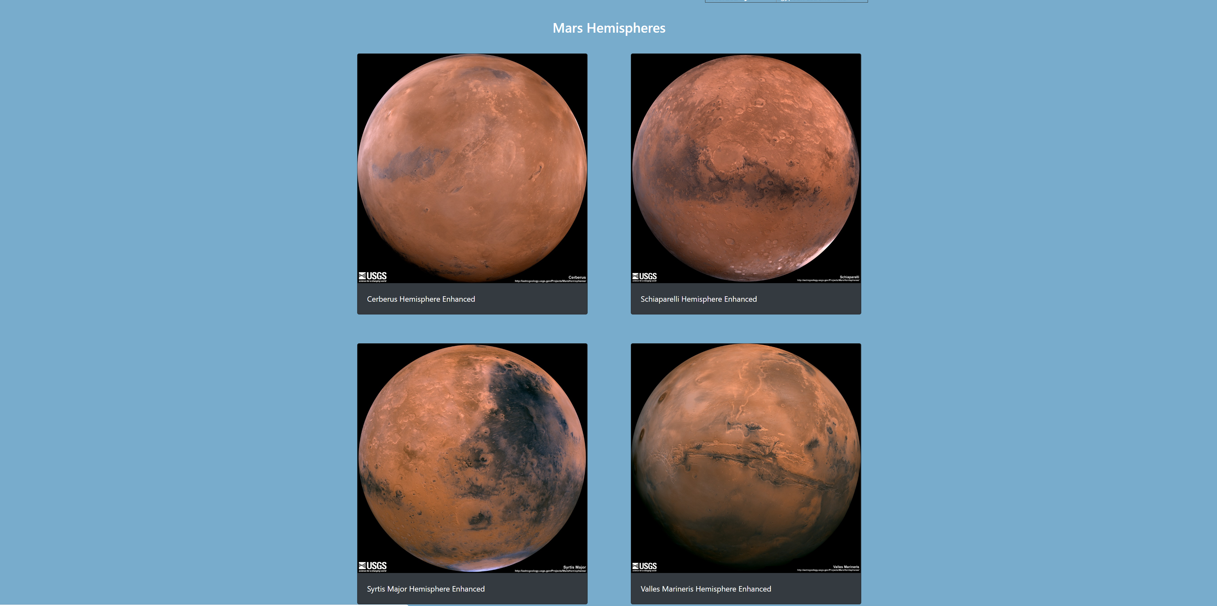 Mars Hemispheres
USGS
Cerberus
Cerberus Hemisphere Enhanced
USGS
Schiaparelli
Schiaparelli Hemisphere Enhanced
USGS
Syrtis Major
Syrtis Major Hemisphere Enhanced
USGS
Valles Marineris
Valles Marineris Hemisphere Enhanced